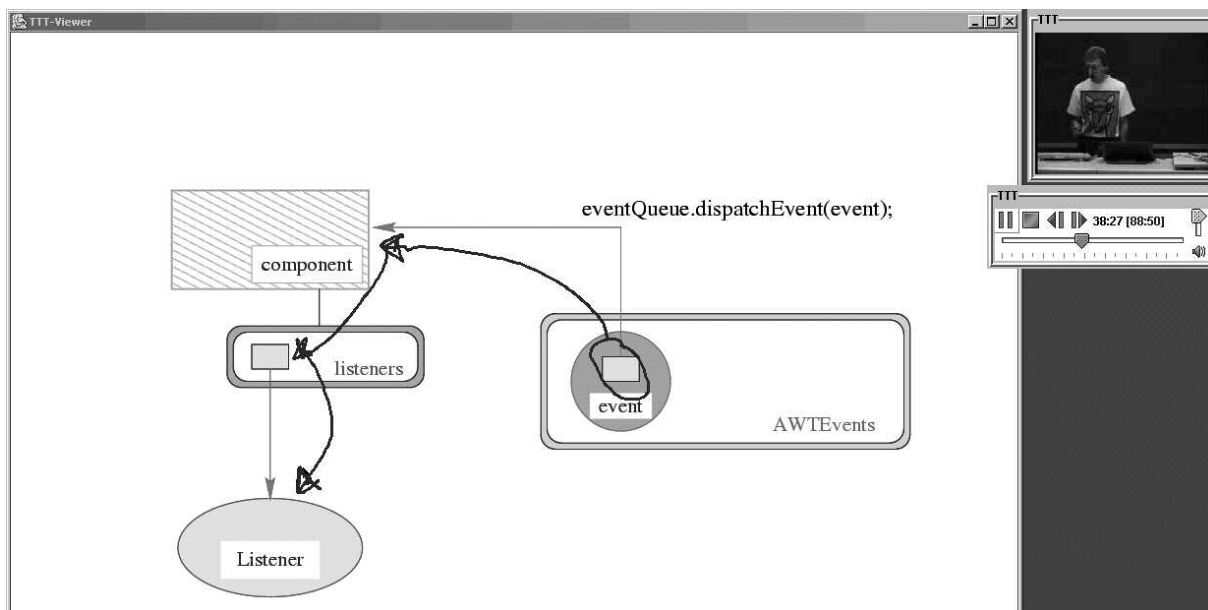 TTT-Viewer
TTT
TTT
38:27 [88:50]
eventQueue.dispatchEvent(event);
component
listeners
event
AWTEvents
Listener